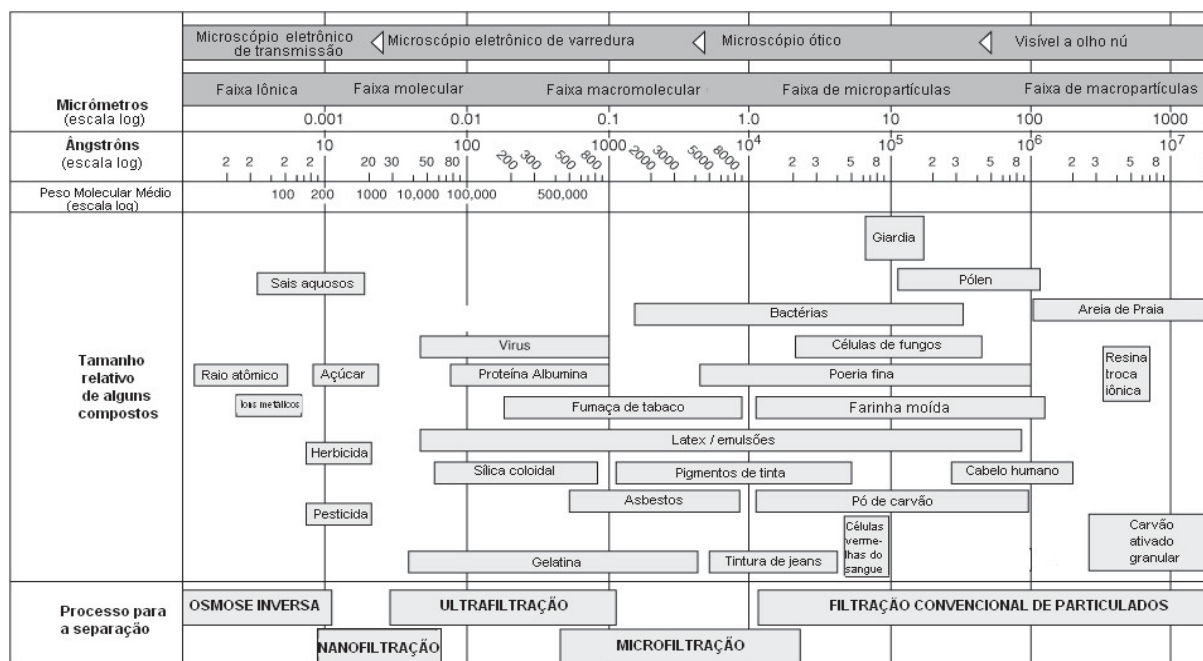 Microscópio eletrônico de transmissão
Microscópio eletrônico de varredura
Microscópio ótico
Visível a olho nú
Faixa Iônica
Faixa molecular
Faixa macromolecular
Faixa de micropartículas
Faixa de macropartículas
Micrômetros
(escala log)
0.001 0.01 0.1 1.0 10 100 1000
Ângstrôns
(escala log)
10 100 1000 10⁴ 10⁵ 10⁶ 10⁷
2 2 2 2 20 30 50 80 200 300 500 800 2000 3000 5000 8000 2 3 5 8 2 3 5 8 2 3 5 8
Peso Molecular Médio
(escala log)
100 200 1000 10,000 100,000 500,000
Tamanho
relativo
de alguns
compostos
Giardia
Sais aquosos
Pólen
Bactérias
Areia de Praia
Virus
Células de fungos
Raio atômico
Açúcar
Proteína Albumina
Poeria fina
Resina
troca
iônica
Ions metálicos
Fumaça de tabaco
Farinha moída
Latex / emulsões
Herbicida
Sílica coloidal
Pigmentos de tinta
Cabelo humano
Asbestos
Pó de carvão
Pesticida
Células
verme-
lhas do
sangue
Carvão
ativado
granular
Gelatina
Tintura de jeans
Processo para
a separação
OSMOSE INVERSA
ULTRAFILTRAÇÃO
FILTRAÇÃO CONVENCIONAL DE PARTICULADOS
NANOFILTRAÇÃO
MICROFILTRAÇÃO